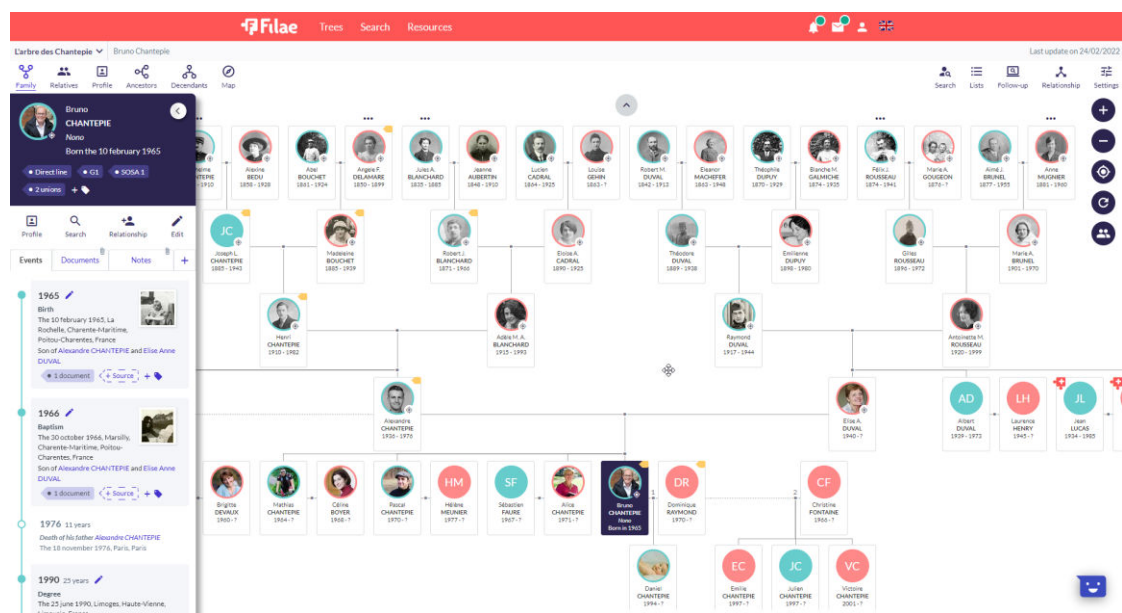 Filae Trees Search Resources
L'arbre des Chantepie Bruno Chantepie Last update on 24/02/2022
Family Relatives Profile Ancestors Decendants Map Search Lists Follow-up Relationship Settings
Bruno
CHANTEPIE
Nono
Born the 10 february 1965
Direct line G1 SOSA 1
2 unions +
Profile Search Relationship Edit
Events Documents Notes +
1965
Birth
The 10 february 1965, La
Rochelle, Charente-Maritime,
Poitou-Charentes, France
Son of Alexandre CHANTEPIE and Elise Anne
DUVAL
1 document + Source +
1966
Baptism
The 30 october 1966, Marsilly,
Charente-Maritime, Poitou-
Charentes, France
Son of Alexandre CHANTEPIE and Elise Anne
DUVAL
1 document + Source +
1976 11 years
Death of his father Alexandre CHANTEPIE
The 18 november 1976, Paris, Paris
1990 25 years
Degree
The 25 june 1990, Limoges, Haute-Vienne,
Alexine
BEDU
1858 - 1928
Abel
BOUCHET
1861 - 1924
Angèle F.
DELAMARE
1850 - 1899
Jules A.
BLANCHARD
1835 - 1885
Jeanne
AUBERTIN
1848 - 1910
Lucien
CADRAL
1864 - 1925
Louise
GEHIN
1863 - ?
Robert M.
DUVAL
1842 - 1913
Eleanor
MACHEFER
1863 - 1948
Théophile
DUPUY
1870 - 1929
Blanche M.
GALMICHE
1874 - 1935
Félix J.
ROUSSEAU
1874 - 1941
Marie A.
GOUGEON
1876 - ?
Aimé J.
BRUNEL
1877 - 1955
Anne
MUGNIER
1881 - 1960
JC
Joseph L.
CHANTEPIE
1885 - 1943
Madeleine
BOUCHET
1885 - 1939
Robert J.
BLANCHARD
1871 - 1966
Eloïse A.
CADRAL
1890 - 1925
Théodore
DUVAL
1889 - 1938
Emilienne
DUPUY
1898 - 1980
Gilles
ROUSSEAU
1896 - 1972
Marie A.
BRUNEL
1901 - 1970
Henri
CHANTEPIE
1910 - 1982
Adèle M. A.
BLANCHARD
1915 - 1993
Raymond
DUVAL
1917 - 1944
Antoinette M.
ROUSSEAU
1920 - 1999
Alexandre
CHANTEPIE
1936 - 1976
Elise A.
DUVAL
1940 - ?
AD
Albert
DUVAL
1939 - 1973
LH
Laurence
HENRY
1945 - ?
JL
Jean
LUCAS
1934 - 1985
Brigitte
DEVAUX
1960 - ?
Mathias
CHANTEPIE
1964 - ?
Céline
BOYER
1968 - ?
Pascal
CHANTEPIE
1970 - ?
HM
Hélène
MEUNIER
1977 - ?
SF
Sébastien
FAURE
1967 - ?
Alice
CHANTEPIE
1971 - ?
Bruno
CHANTEPIE
Nono
Born in 1965
1
DR
Dominique
RAYMOND
1970 - ?
2
CF
Christine
FONTAINE
1966 - ?
Daniel
CHANTEPIE
1994 - ?
EC
Emilie
CHANTEPIE
1997 - ?
JC
Julien
CHANTEPIE
1997 - ?
VC
Victoire
CHANTEPIE
2001 - ?